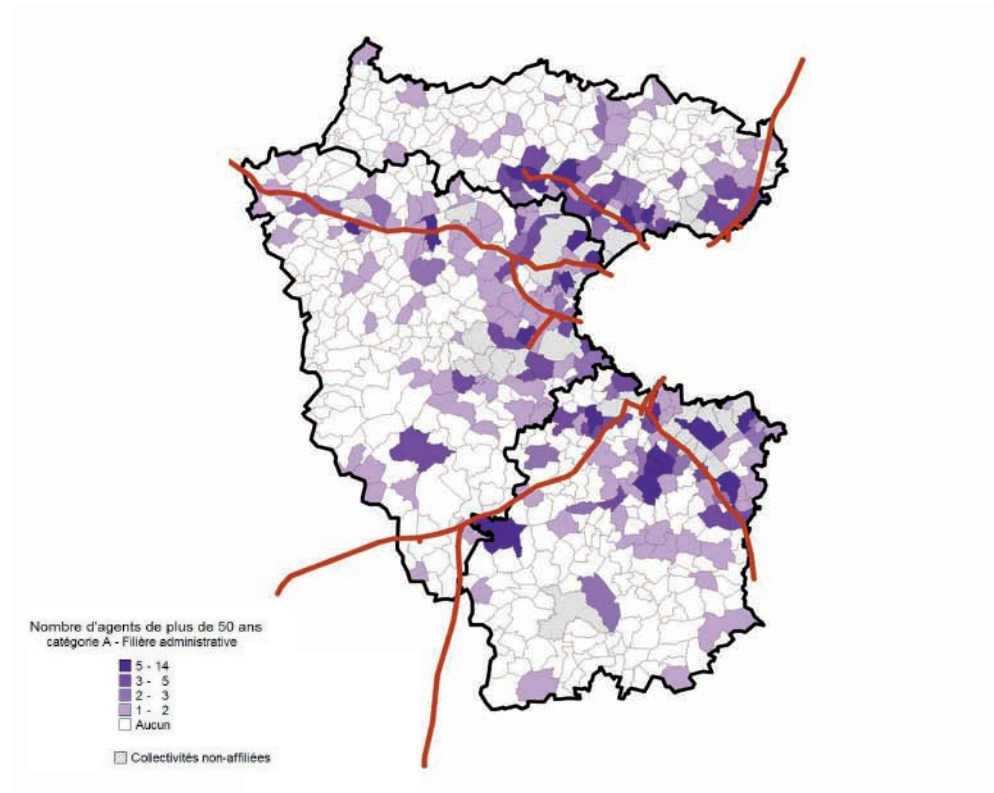 Nombre d'agents de plus de 50 ans
catégorie A - Filière administrative
5 - 14
3 - 5
2 - 3
1 - 2
Aucun
Collectivités non-affiliées